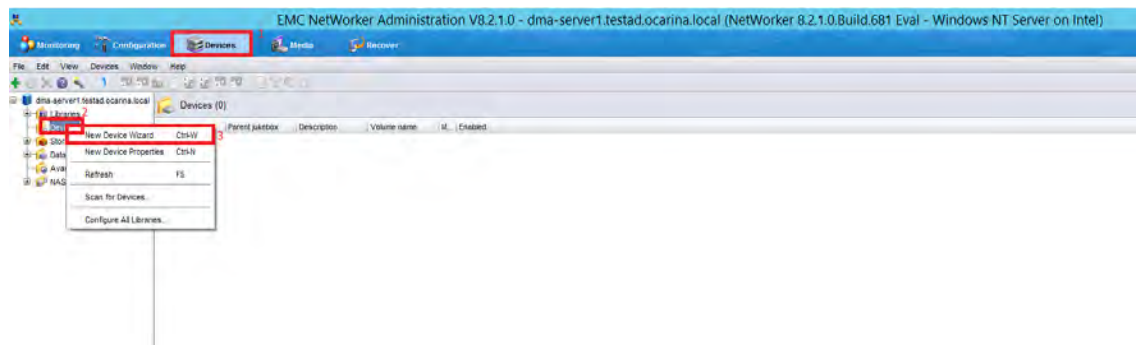 EMC NetWorker Administration V8.2.1.0 - dma-server1.testad.ocarina.local (NetWorker 8.2.1.0.Build.681 Eval - Windows NT Server on Intel)
Monitoring Configuration Devices Media Recover
File Edit View Devices Window Help
dma-server1.testad.ocarina.local
Devices (0)
Libraries 2
Parent jukebox Description Volume name Enabled
New Device Wizard Ctrl-W 3
Stor
New Device Properties Ctrl-N
Data
Avar
Refresh F5
NAS
Scan for Devices...
Configure All Libraries...